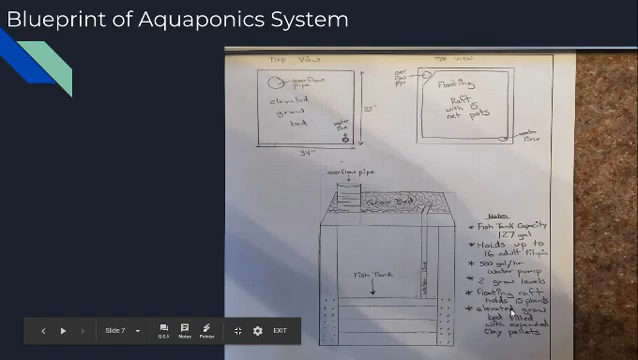 Blueprint of Aquaponics System
Top View
overflow
pipe
elevated
grow
bed
water
line
34"
TOP VIEW
over
flow
pipe
Floating
Raft
with 6
net pots
water
line
overflow pipe
Grow Bed
Fish Tank
water line
Notes
* Fish Tank Capacity
127 gal
* Holds up to
16 adult tilapia
* 500 gal/hr
water pump
* 2 grow levels
* Floating raft
holds 15 plants
* elevated grow
bed filled
with expanded
Clay pellets
Slide 7
Q&A
Notes
Pointer
EXIT